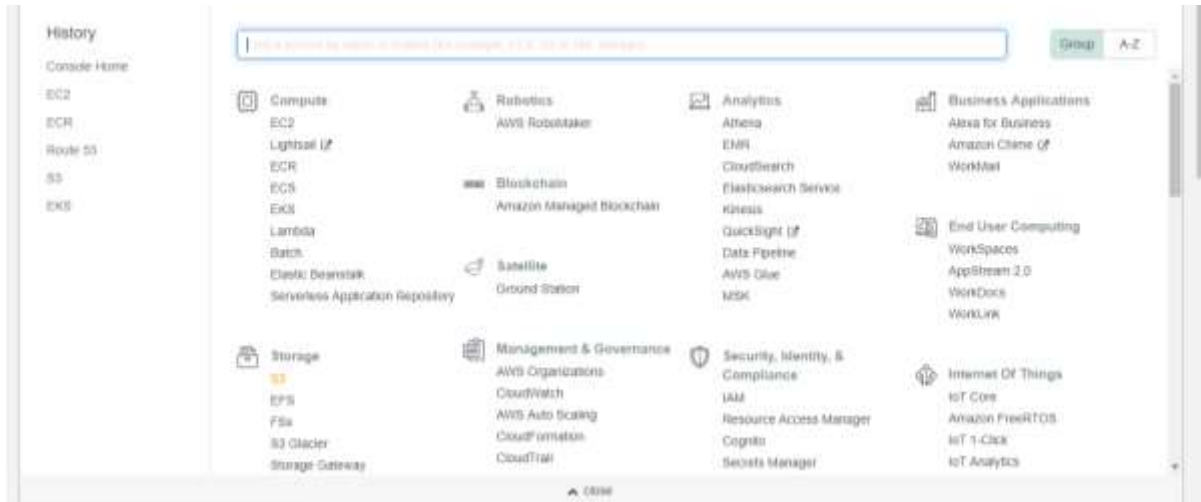 History
Console Home
EC2
ECR
Route 53
S3
EKS
Group
A-Z
Compute
EC2
Lightsail
ECR
ECS
EKS
Lambda
Batch
Elastic Beanstalk
Serverless Application Repository
Storage
S3
EFS
FSx
S3 Glacier
Storage Gateway
Robotics
AWS RoboMaker
Blockchain
Amazon Managed Blockchain
Satellite
Ground Station
Management & Governance
AWS Organizations
CloudWatch
AWS Auto Scaling
CloudFormation
CloudTrail
Analytics
Athena
EMR
CloudSearch
Elasticsearch Service
Kinesis
QuickSight
Data Pipeline
AWS Glue
MSK
Security, Identity, &
Compliance
IAM
Resource Access Manager
Cognito
Secrets Manager
Business Applications
Alexa for Business
Amazon Chime
WorkMail
End User Computing
WorkSpaces
AppStream 2.0
WorkDocs
WorkLink
Internet Of Things
IoT Core
Amazon FreeRTOS
IoT 1-Click
IoT Analytics
close